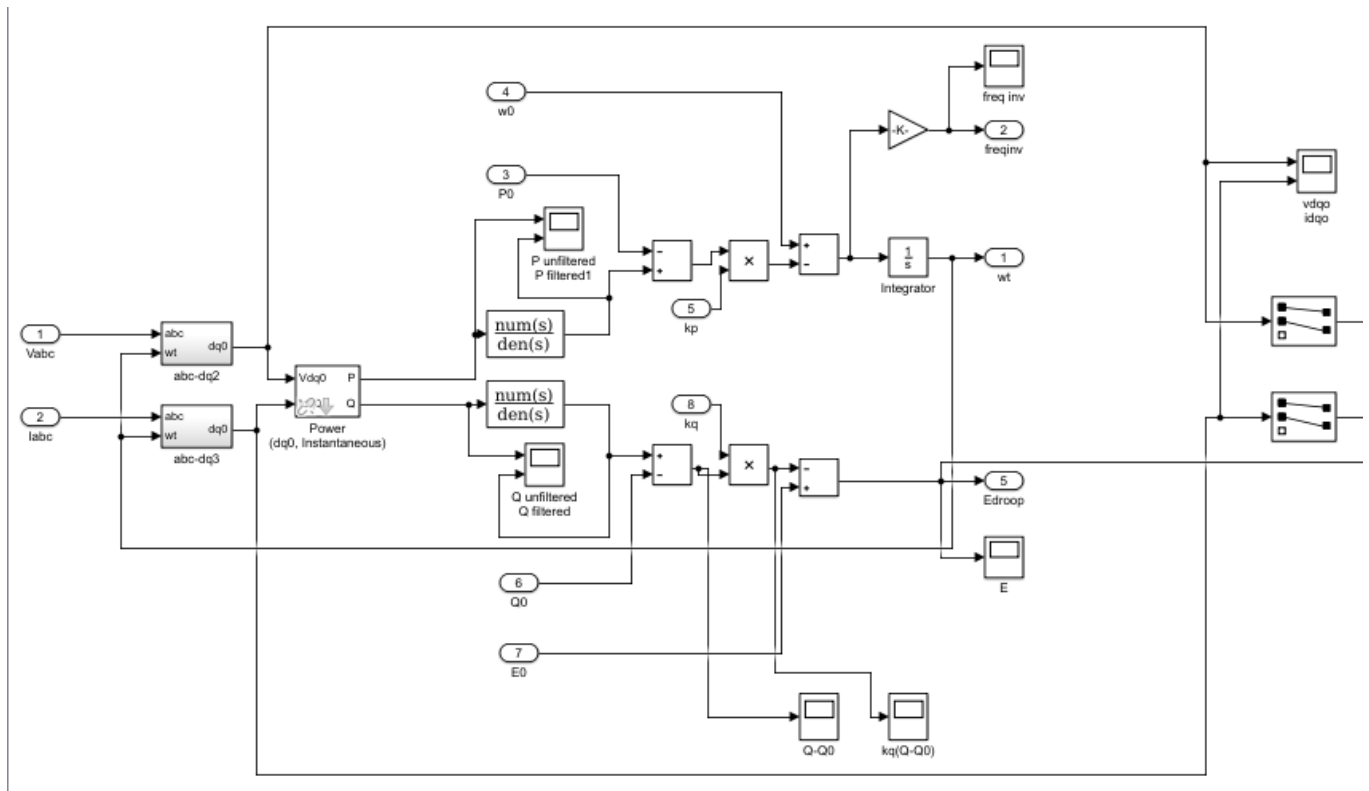 freq inv
4
w0
-K-
2
freqinv
3
P0
vdqo
idqo
P unfiltered
P filtered1
−
+
×
+
−
1
s
Integrator
1
wt
5
kp
num(s)
den(s)
1
Vabc
abc
wt
dq0
abc-dq2
Vdq0
P
Q
Power
(dq0, Instantaneous)
num(s)
den(s)
8
kq
2
Iabc
abc
wt
dq0
abc-dq3
+
−
×
−
+
5
Edroop
Q unfiltered
Q filtered
E
6
Q0
7
E0
Q-Q0
kq(Q-Q0)